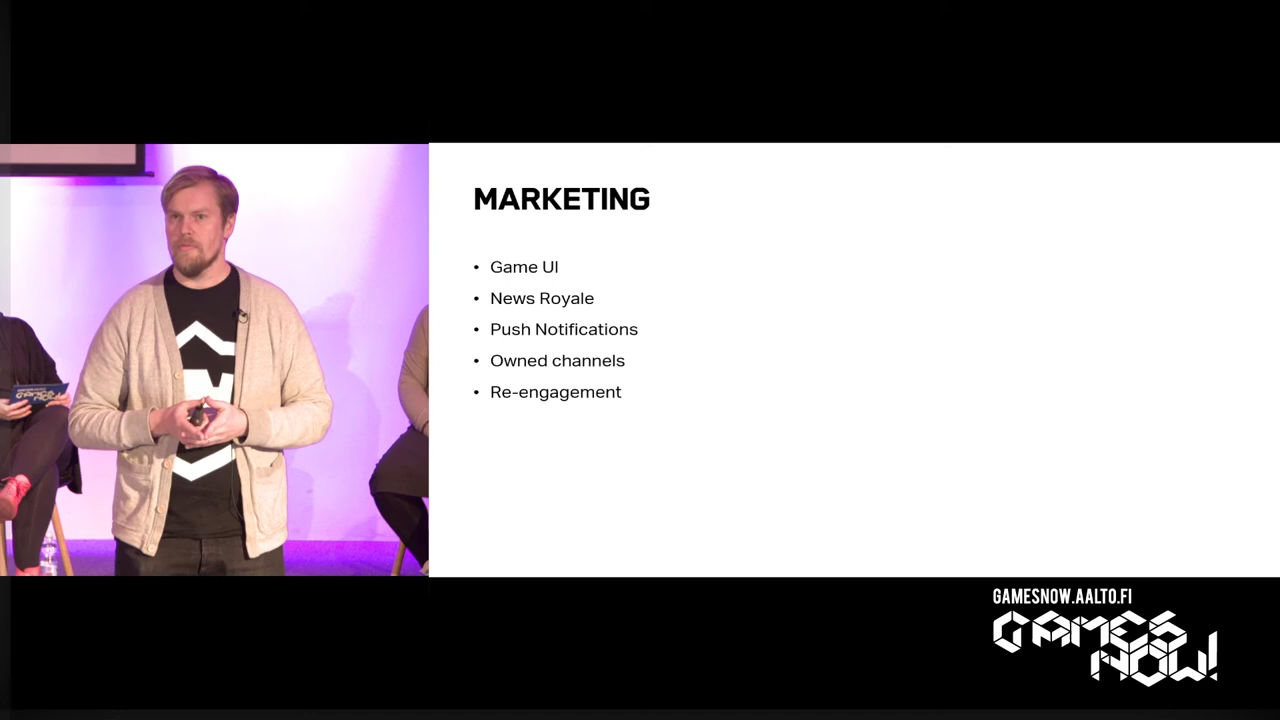 MARKETING
• Game UI
• News Royale
• Push Notifications
• Owned channels
• Re-engagement
GAMESNOW.AALTO.FI
GAMES
NOW!